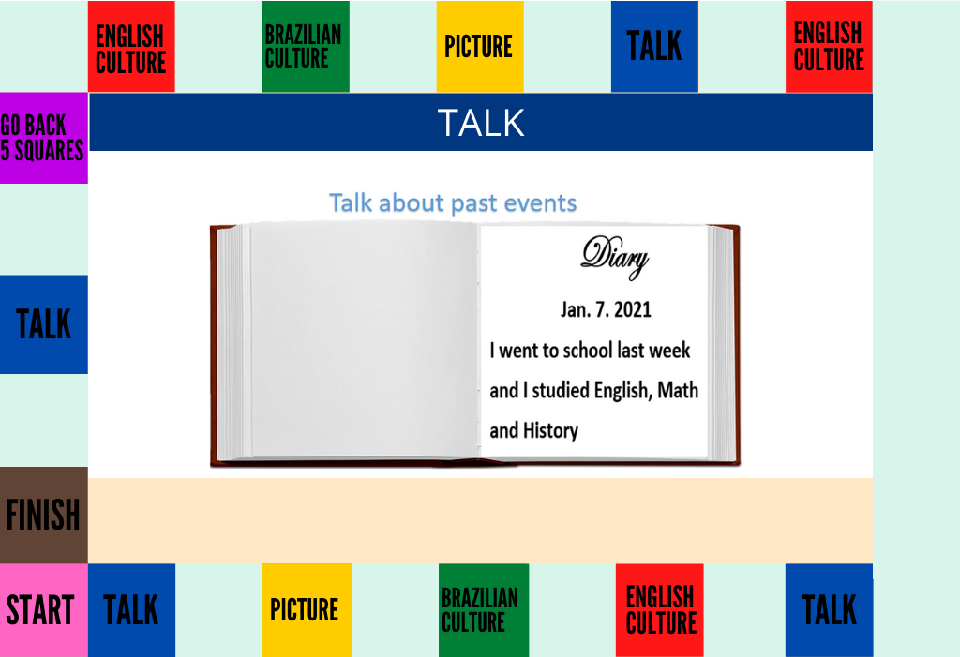 ENGLISH
CULTURE
BRAZILIAN
CULTURE
PICTURE
TALK
ENGLISH
CULTURE
GO BACK
5 SQUARES
TALK
Talk about past events
Diary
Jan. 7. 2021
I went to school last week
and I studied English, Math
and History
TALK
FINISH
START
TALK
PICTURE
BRAZILIAN
CULTURE
ENGLISH
CULTURE
TALK